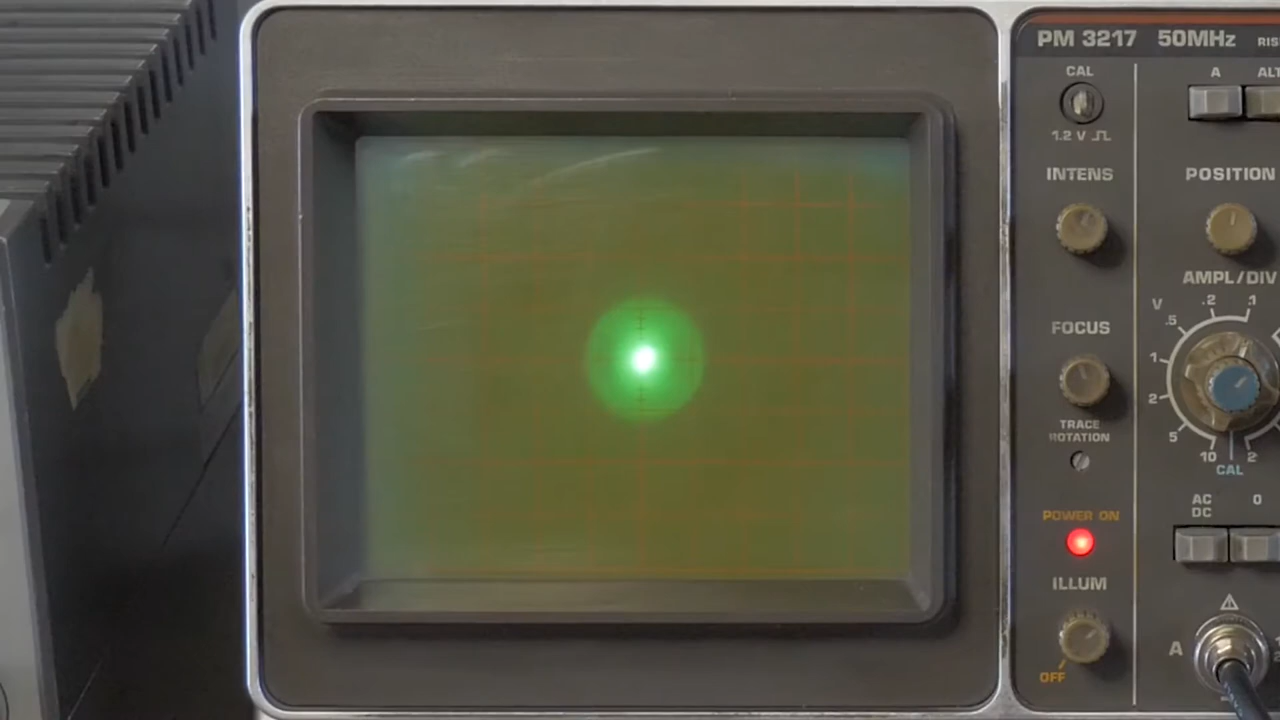 PM 3217 50MHz RIS
CAL
A ALT
1.2 V
INTENS
POSITION
AMPL/DIV
V .5 .2 .1
1
2
5
10 2
CAL
FOCUS
TRACE
ROTATION
AC
DC
0
POWER ON
ILLUM
A
OFF